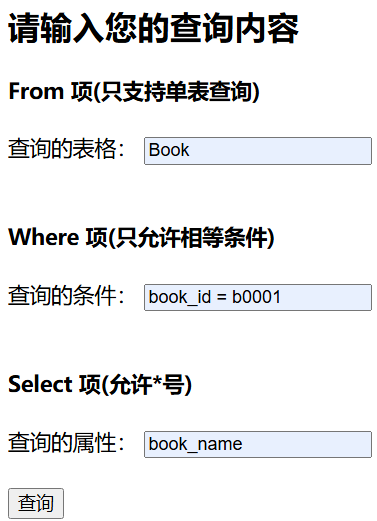 请输入您的查询内容
From 项(只支持单表查询)
查询的表格： Book
Where 项(只允许相等条件)
查询的条件： book_id = b0001
Select 项(允许*号)
查询的属性： book_name
查询